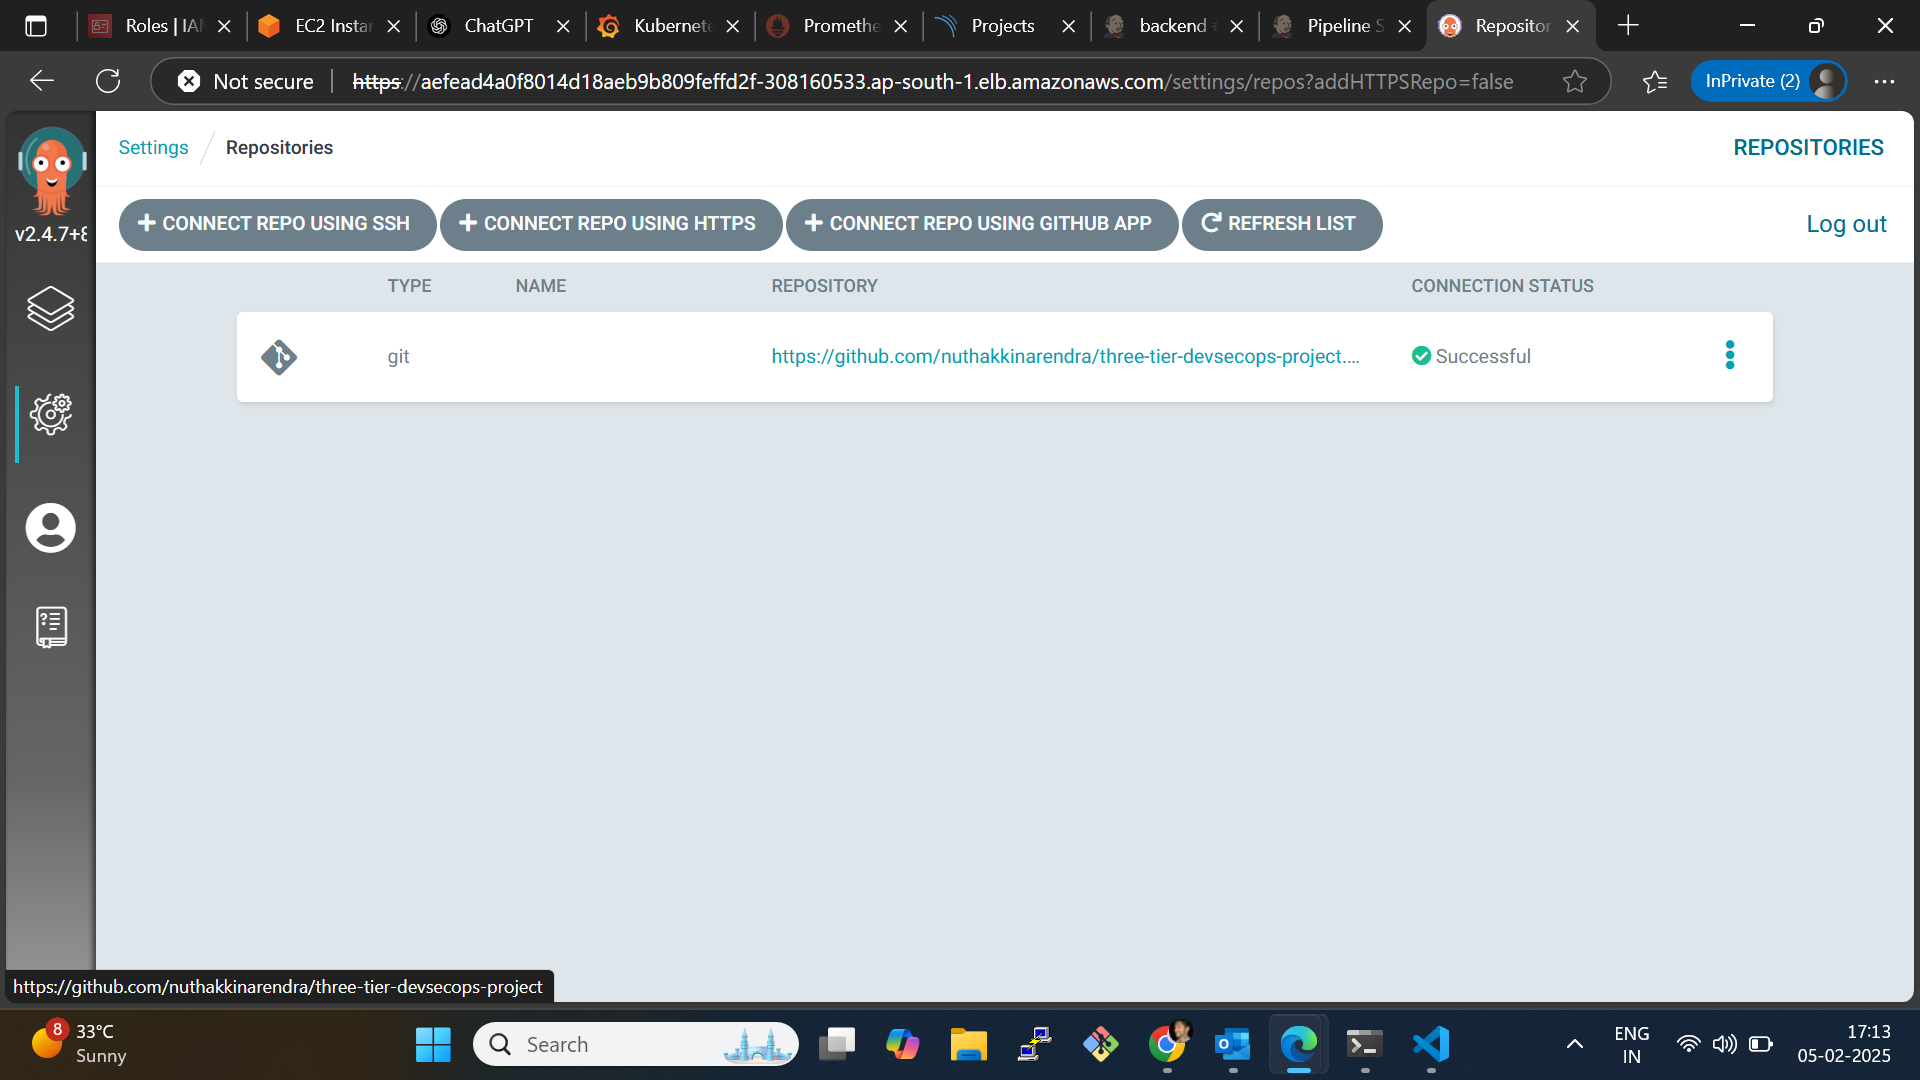 Roles | IAM
EC2 Instan
ChatGPT
Kubernete
Promethe
Projects
backend #
Pipeline S
Repositor
Not secure
https://aefead4a0f8014d18aeb9b809feffd2f-308160533.ap-south-1.elb.amazonaws.com/settings/repos?addHTTPSRepo=false
InPrivate (2)
Settings / Repositories
REPOSITORIES
v2.4.7+8
+ CONNECT REPO USING SSH
+ CONNECT REPO USING HTTPS
+ CONNECT REPO USING GITHUB APP
REFRESH LIST
Log out
TYPE NAME REPOSITORY CONNECTION STATUS
git https://github.com/nuthakkinarendra/three-tier-devsecops-project.... Successful
https://github.com/nuthakkinarendra/three-tier-devsecops-project
8
33°C
Sunny
Search
ENG
IN
17:13
05-02-2025